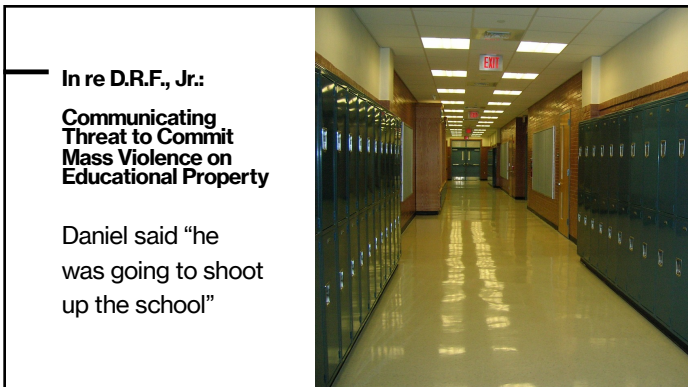 In re D.R.F., Jr.:
Communicating
Threat to Commit
Mass Violence on
Educational Property
Daniel said “he
was going to shoot
up the school”
EXIT